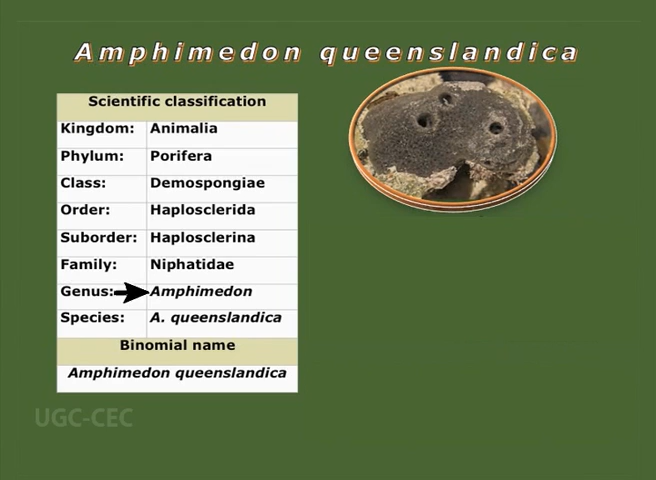 Amphimedon queenslandica
Scientific classification
Kingdom: Animalia
Phylum: Porifera
Class: Demospongiae
Order: Haplosclerida
Suborder: Haplosclerina
Family: Niphatidae
Genus: Amphimedon
Species: A. queenslandica
Binomial name
Amphimedon queenslandica
UGC-CEC